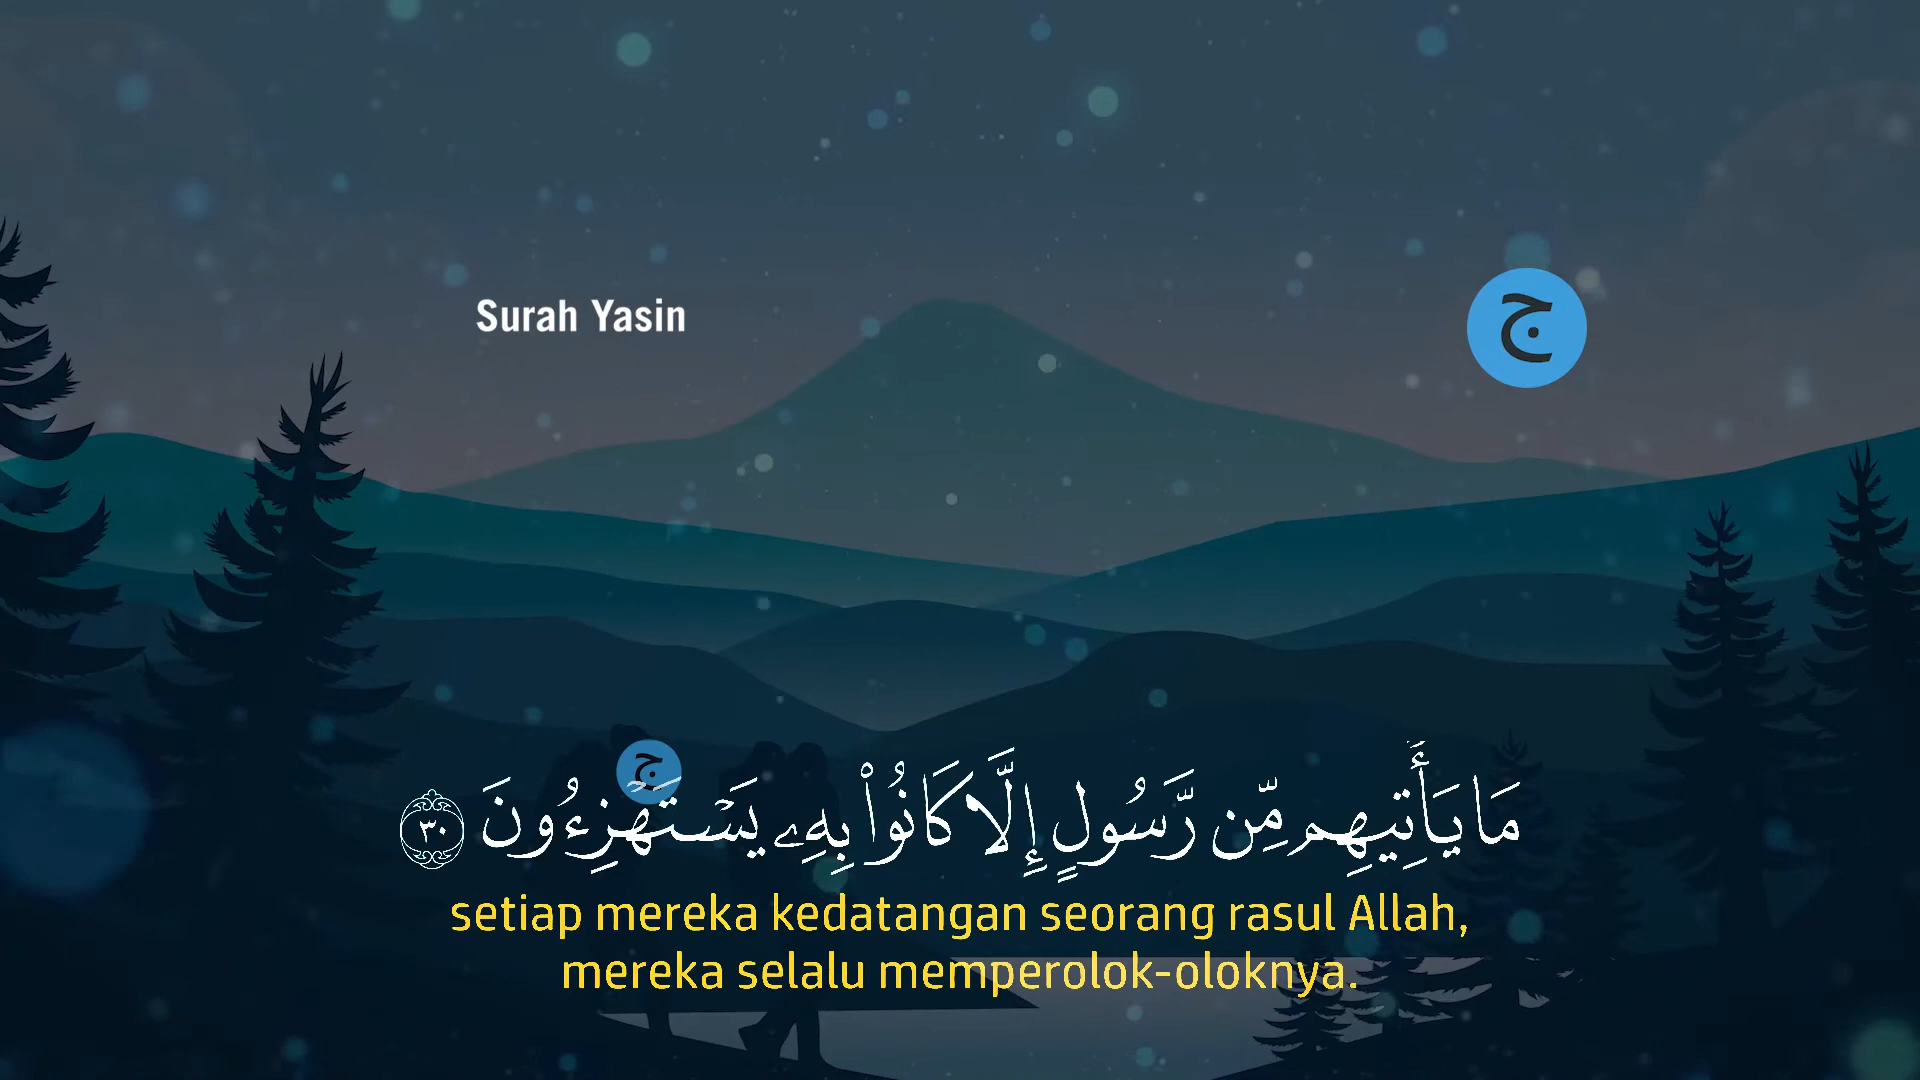 Surah Yasin
ج
ج
مَا يَأْتِيهِم مِّن رَّسُولٍ إِلَّا كَانُوا۟ بِهِۦ يَسْتَهْزِءُونَ ٣٠
setiap mereka kedatangan seorang rasul Allah,
mereka selalu memperolok-oloknya.